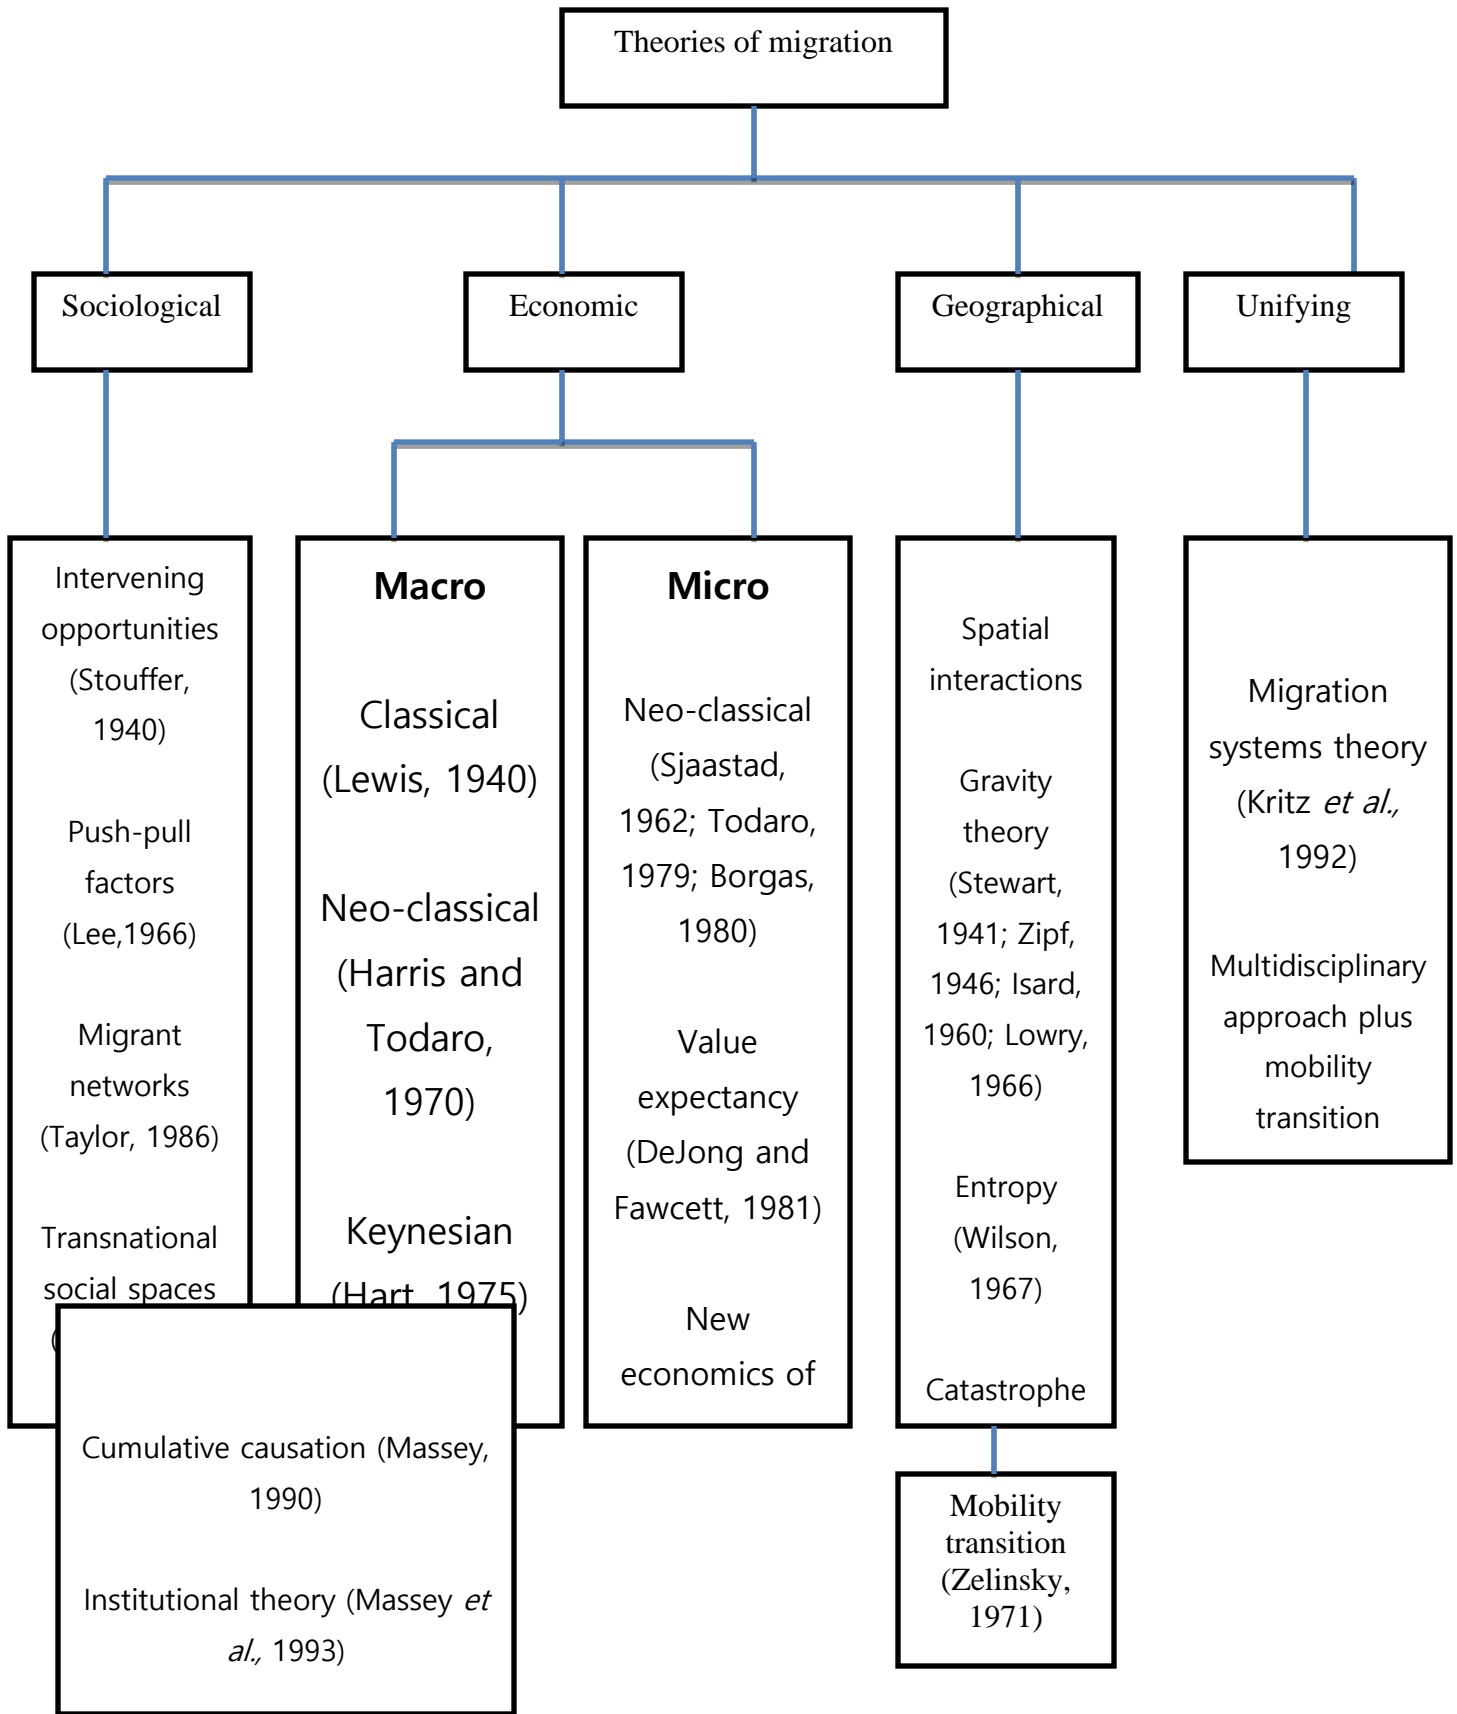 Theories of migration
Sociological
Economic
Geographical
Unifying
Intervening
opportunities
(Stouffer,
1940)
Push-pull
factors
(Lee,1966)
Migrant
networks
(Taylor, 1986)
Transnational
social spaces
(
Macro
Classical
(Lewis, 1940)
Neo-classical
(Harris and
Todaro,
1970)
Keynesian
(Hart, 1975)
Micro
Neo-classical
(Sjaastad,
1962; Todaro,
1979; Borgas,
1980)
Value
expectancy
(DeJong and
Fawcett, 1981)
New
economics of
Spatial
interactions
Gravity
theory
(Stewart,
1941; Zipf,
1946; Isard,
1960; Lowry,
1966)
Entropy
(Wilson,
1967)
Catastrophe
Migration
systems theory
(Kritz et al.,
1992)
Multidisciplinary
approach plus
mobility
transition
Cumulative causation (Massey,
1990)
Institutional theory (Massey et
al., 1993)
Mobility
transition
(Zelinsky,
1971)